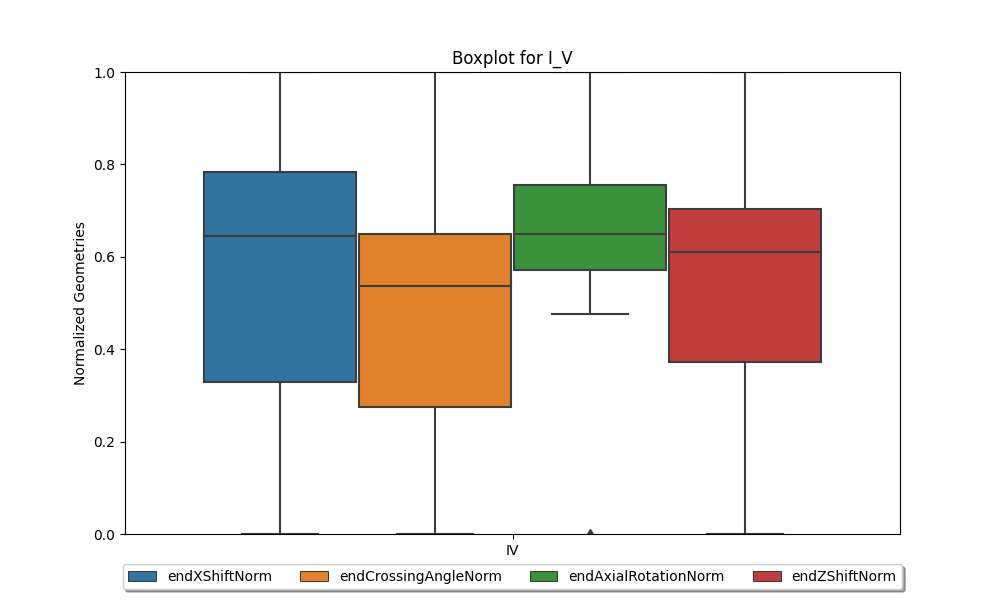 Boxplot for I_V
1.0
0.8
0.6
0.4
0.2
0.0
Normalized Geometries
IV
endXShiftNorm endCrossingAngleNorm endAxialRotationNorm endZShiftNorm